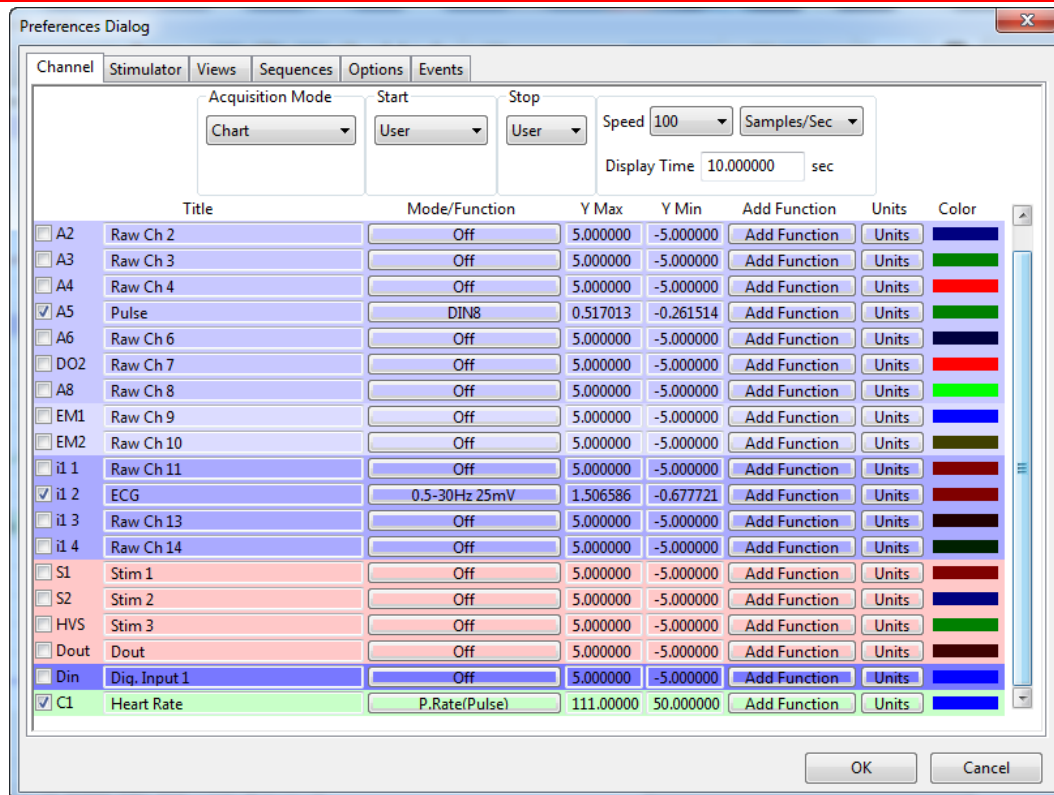 Preferences Dialog
x
Channel Stimulator Views Sequences Options Events
Acquisition Mode Start Stop
Chart User User Speed 100 Samples/Sec
Display Time 10.000000 sec
Title Mode/Function Y Max Y Min Add Function Units Color
A2 Raw Ch 2 Off 5.000000 -5.000000 Add Function Units
A3 Raw Ch 3 Off 5.000000 -5.000000 Add Function Units
A4 Raw Ch 4 Off 5.000000 -5.000000 Add Function Units
A5 Pulse DIN8 0.517013 -0.261514 Add Function Units
A6 Raw Ch 6 Off 5.000000 -5.000000 Add Function Units
DO2 Raw Ch 7 Off 5.000000 -5.000000 Add Function Units
A8 Raw Ch 8 Off 5.000000 -5.000000 Add Function Units
EM1 Raw Ch 9 Off 5.000000 -5.000000 Add Function Units
EM2 Raw Ch 10 Off 5.000000 -5.000000 Add Function Units
i1 1 Raw Ch 11 Off 5.000000 -5.000000 Add Function Units
i1 2 ECG 0.5-30Hz 25mV 1.506586 -0.677721 Add Function Units
i1 3 Raw Ch 13 Off 5.000000 -5.000000 Add Function Units
i1 4 Raw Ch 14 Off 5.000000 -5.000000 Add Function Units
S1 Stim 1 Off 5.000000 -5.000000 Add Function Units
S2 Stim 2 Off 5.000000 -5.000000 Add Function Units
HVS Stim 3 Off 5.000000 -5.000000 Add Function Units
Dout Dout Off 5.000000 -5.000000 Add Function Units
Din Dig. Input 1 Off 5.000000 -5.000000 Add Function Units
C1 Heart Rate P.Rate(Pulse) 111.00000 50.000000 Add Function Units
OK Cancel